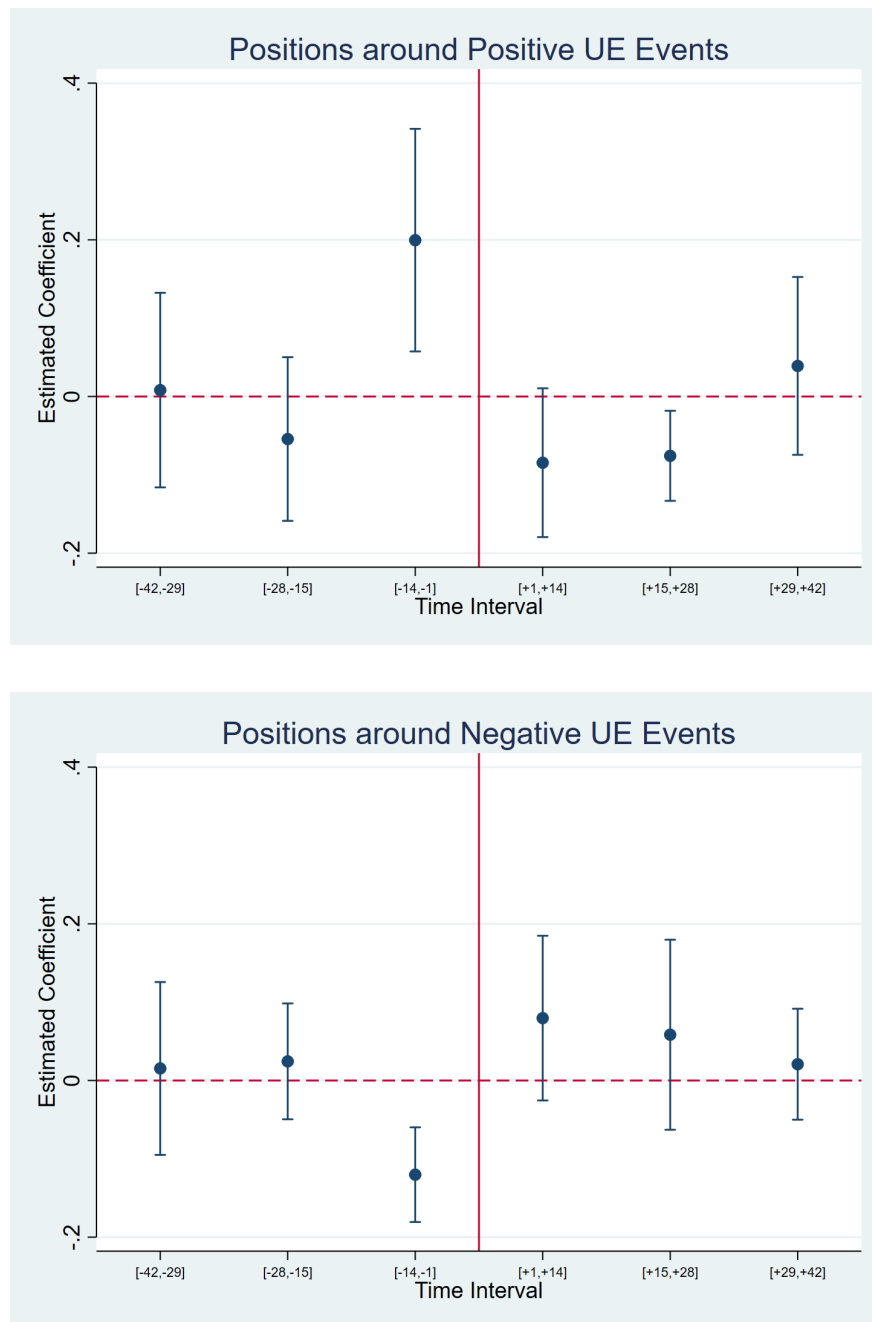 Positions around Positive UE Events
.4
.2
0
-.2
Estimated Coefficient
[-42,-29] [-28,-15] [-14,-1] [+1,+14] [+15,+28] [+29,+42]
Time Interval
Positions around Negative UE Events
.4
.2
0
-.2
Estimated Coefficient
[-42,-29] [-28,-15] [-14,-1] [+1,+14] [+15,+28] [+29,+42]
Time Interval